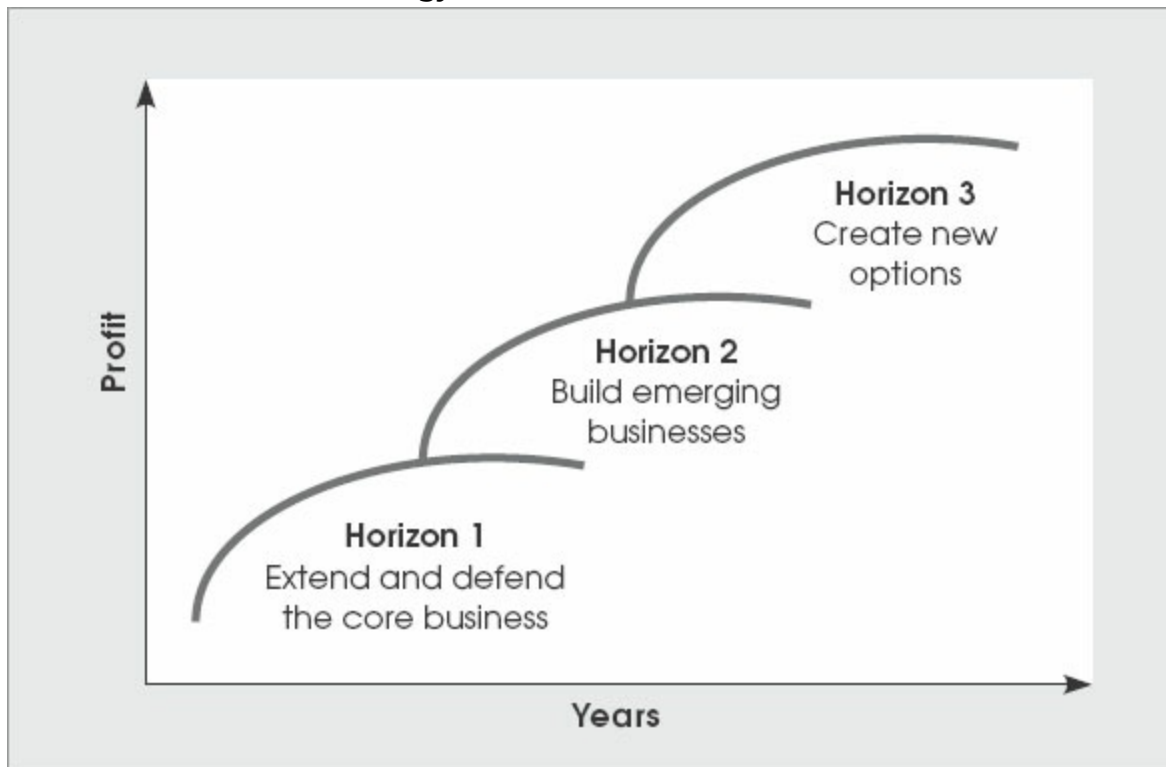 Horizon 3
Create new
options
Horizon 2
Build emerging
businesses
Horizon 1
Extend and defend
the core business
Profit
Years